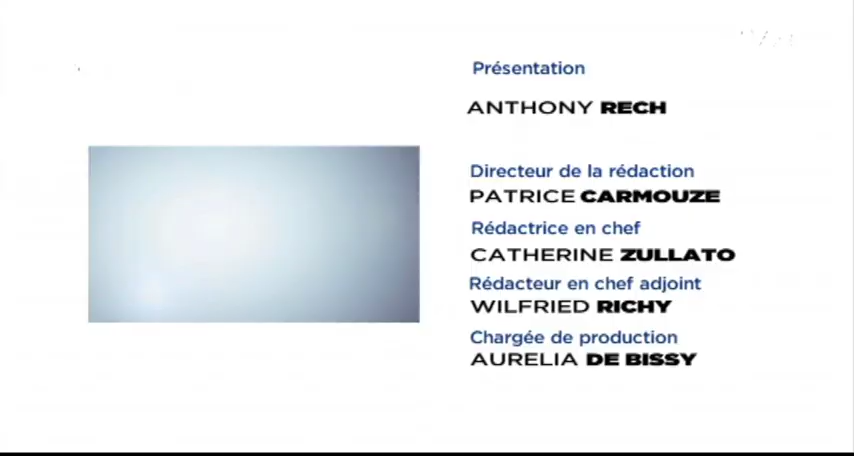 Présentation
ANTHONY RECH
Directeur de la rédaction
PATRICE CARMOUZE
Rédactrice en chef
CATHERINE ZULLATO
Rédacteur en chef adjoint
WILFRIED RICHY
Chargée de production
AURELIA DE BISSY